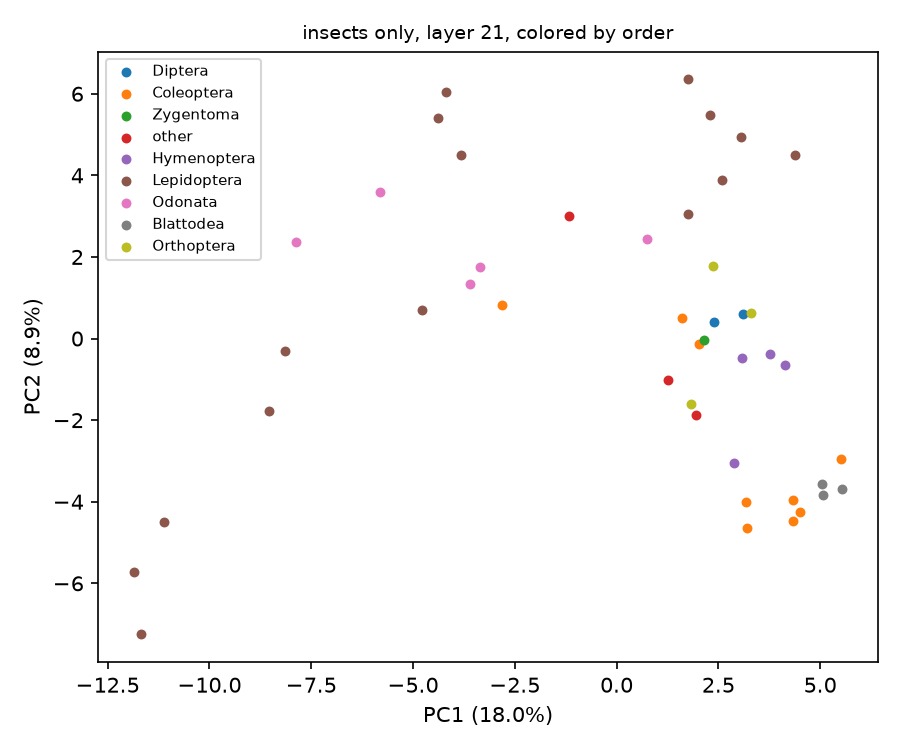 insects only, layer 21, colored by order
Diptera
Coleoptera
Zygentoma
other
Hymenoptera
Lepidoptera
Odonata
Blattodea
Orthoptera
6
4
2
0
−2
−4
−6
PC2 (8.9%)
−12.5 −10.0 −7.5 −5.0 −2.5 0.0 2.5 5.0
PC1 (18.0%)